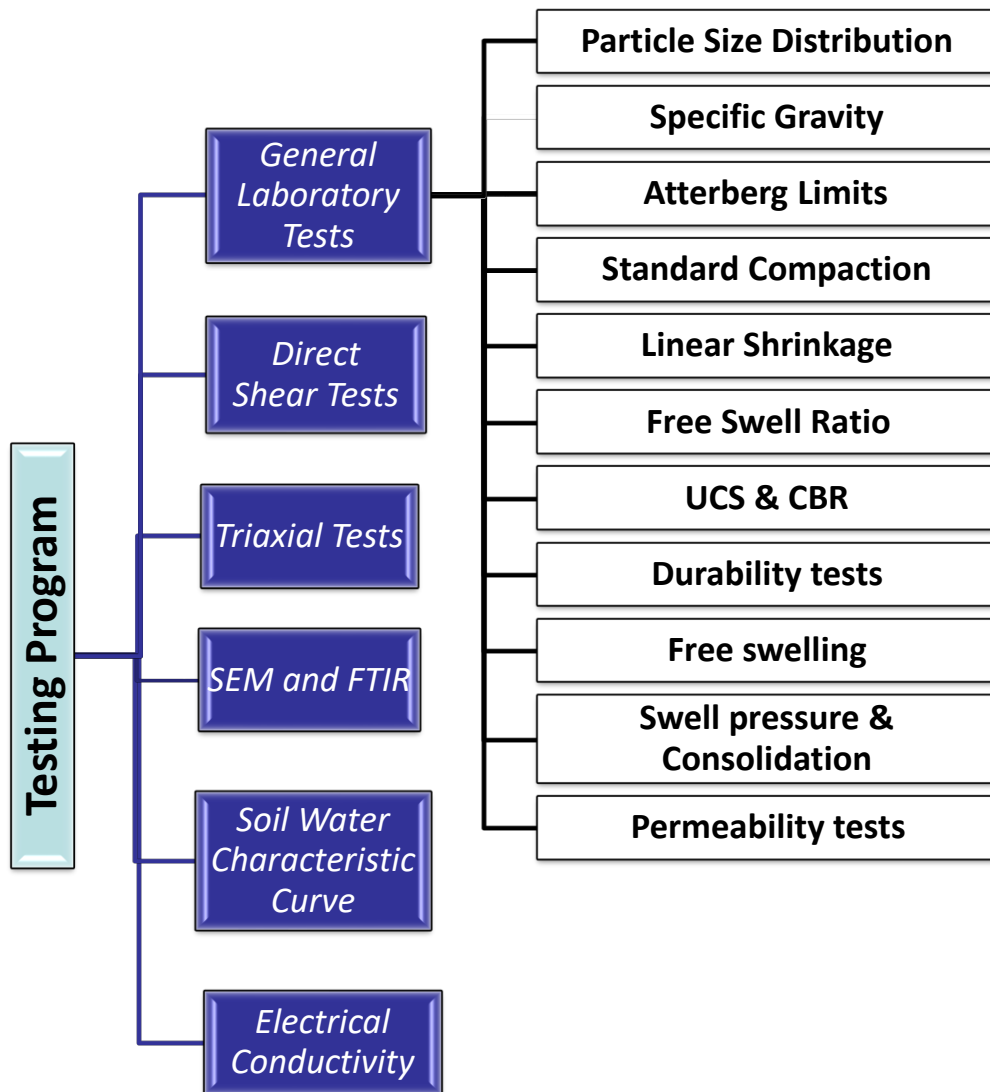 Testing Program
General
Laboratory
Tests
Direct
Shear Tests
Triaxial Tests
SEM and FTIR
Soil Water
Characteristic
Curve
Electrical
Conductivity
Particle Size Distribution
Specific Gravity
Atterberg Limits
Standard Compaction
Linear Shrinkage
Free Swell Ratio
UCS & CBR
Durability tests
Free swelling
Swell pressure &
Consolidation
Permeability tests